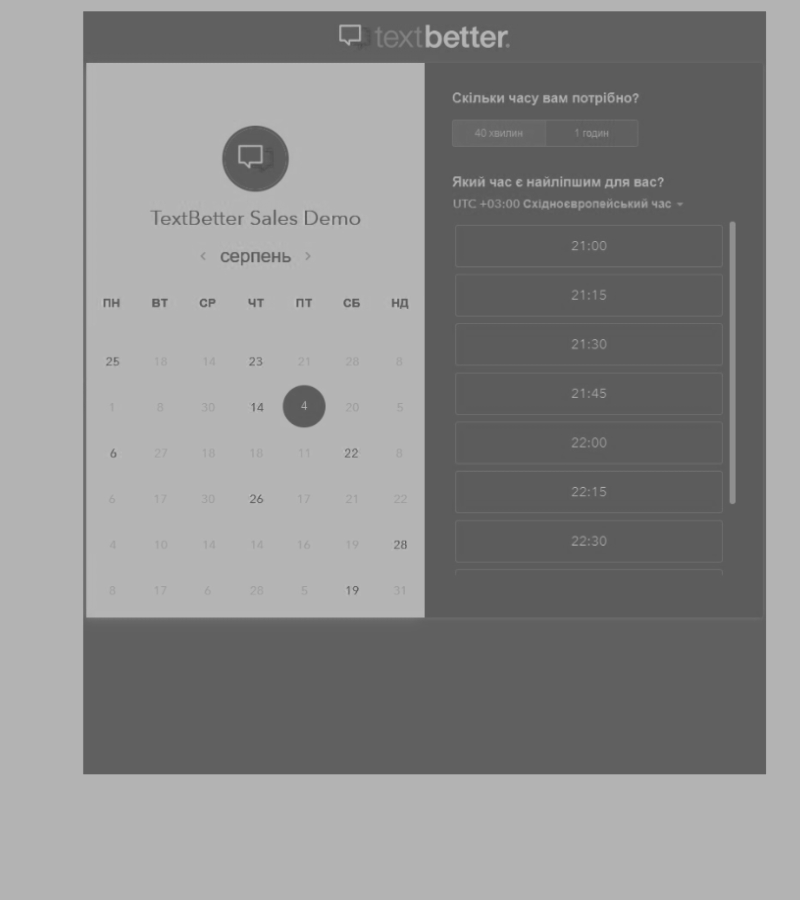 textbetter.
TextBetter Sales Demo
‹ серпень ›
ПН ВТ СР ЧТ ПТ СБ НД
25 18 14 23 21 28 8
1 8 30 14 4 20 5
6 27 18 18 11 22 8
6 17 30 26 17 21 22
4 10 14 14 16 19 28
8 17 6 28 5 19 31
Скільки часу вам потрібно?
40 хвилин 1 годин
Який час є найліпшим для вас?
UTC +03:00 Східноєвропейський час
21:00
21:15
21:30
21:45
22:00
22:15
22:30